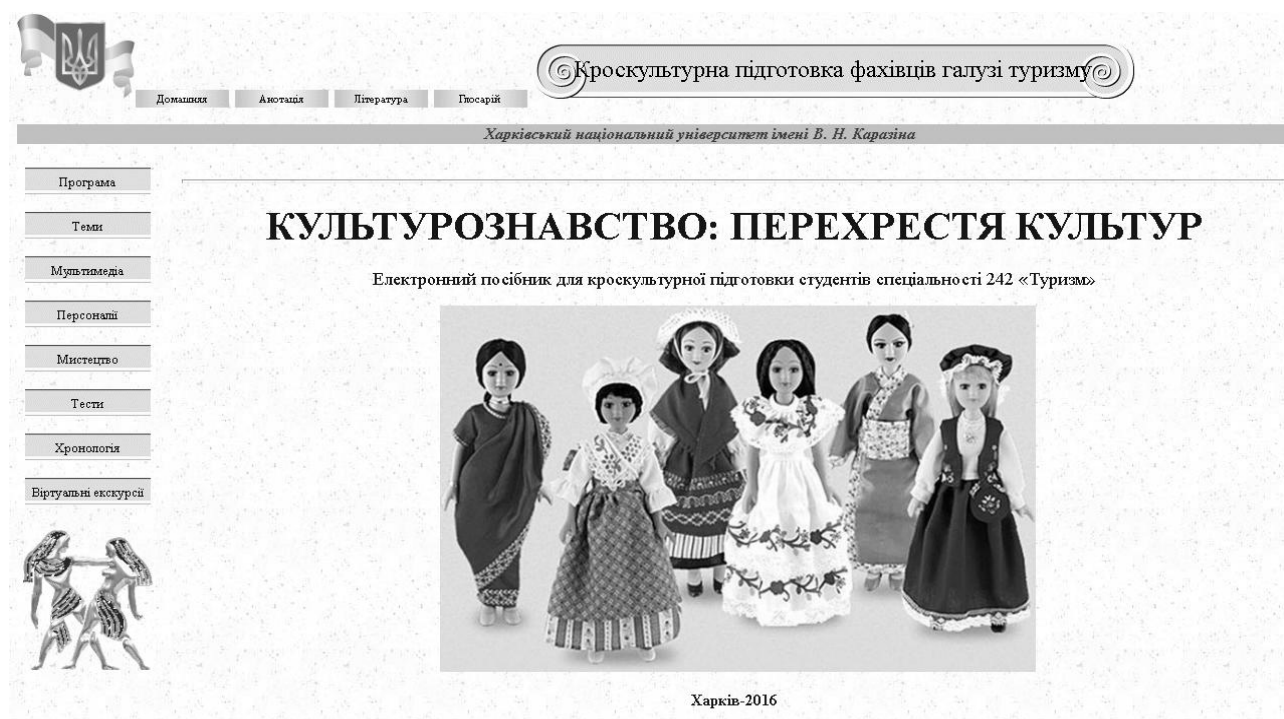 Кроскультурна підготовка фахівців галузі туризму
Домашняя Анотація Література Глосарій
Харківський національний університет імені В. Н. Каразіна
Програма
Теми
Мультимедіа
Персоналії
Мистецтво
Тести
Хронологія
Віртуальні екскурсії
КУЛЬТУРОЗНАВСТВО: ПЕРЕХРЕСТЯ КУЛЬТУР
Електронний посібник для кроскультурної підготовки студентів спеціальності 242 «Туризм»
Харків-2016